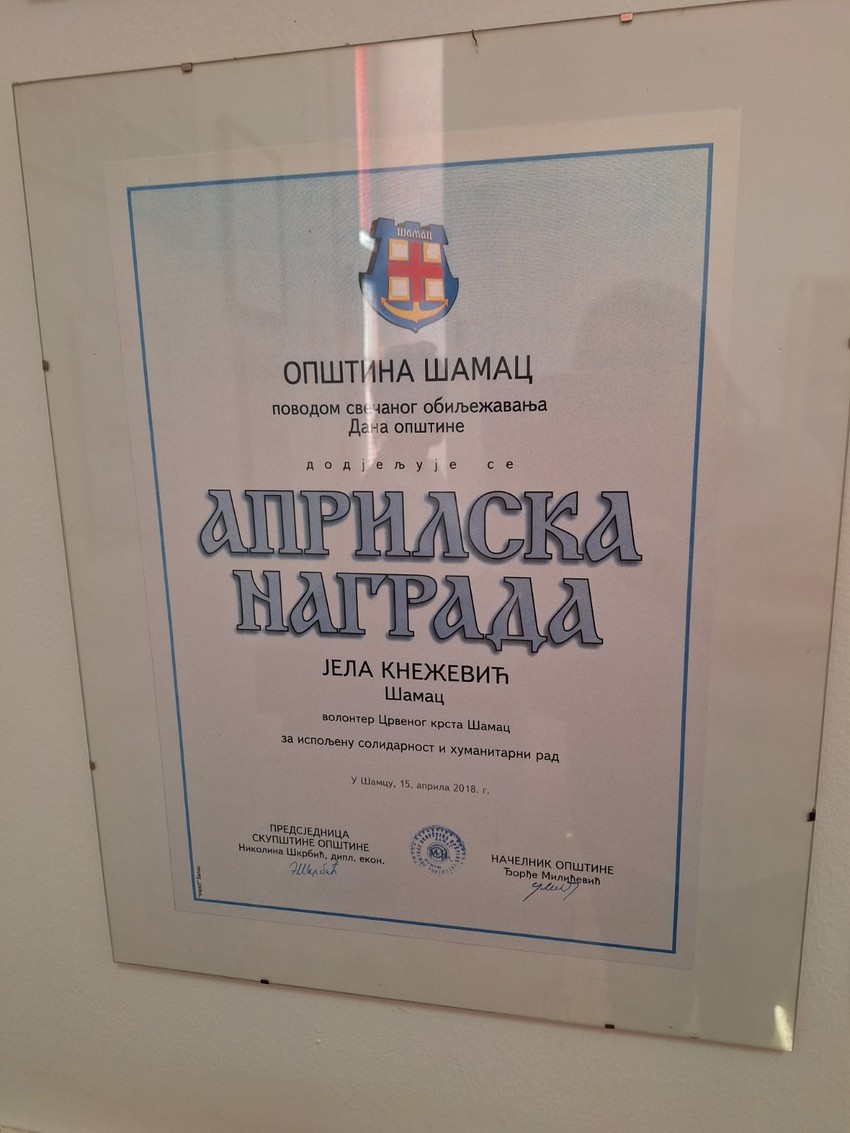 ШАМАЦ
ОПШТИНА ШАМАЦ
поводом свечаног обиљежавања
Дана општине
додјељује се
АПРИЛСКА
НАГРАДА
ЈЕЛА КНЕЖЕВИЋ
Шамац
волонтер Црвеног крста Шамац
за испољену солидарност и хуманитарни рад
У Шамцу, 15. априла 2018. г.
ПРЕДСЈЕДНИЦА
СКУПШТИНЕ ОПШТИНЕ
Николина Шкрбић, дипл. екон.
НАЧЕЛНИК ОПШТИНЕ
Ђорђе Милићевић